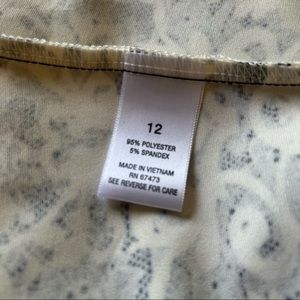 12
95% POLYESTER
5% SPANDEX
MADE IN VIETNAM
RN 67473
SEE REVERSE FOR CARE